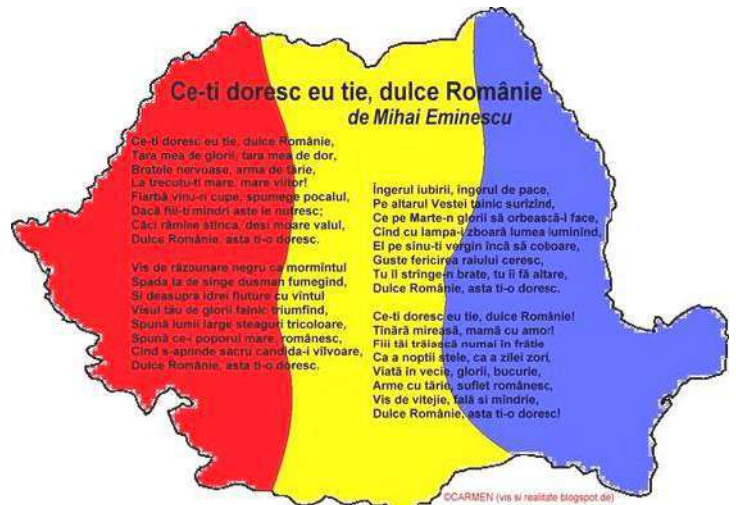 Ce-ti doresc eu tie, dulce Românie
de Mihai Eminescu
Ce-ti doresc eu tie, dulce Românie,
Tara mea de glorii, tara mea de dor,
Bratele nervoase, arma de tărie,
La trecutu-ti mare, mare viitor!
Fiarbă vinu-n cupe, spumege pocalul,
Dacă fiii-ti mîndri aste le nutresc;
Căci rămîne stînca, desi moare valul,
Dulce Românie, asta ti-o doresc.
Vis de răzbunare negru ca mormîntul
Spada ta de sînge dusman fumegînd,
Si deasupra idrei fluture cu vîntul
Visul tău de glorii falnic triumfînd,
Spună lumii large steaguri tricoloare,
Spună ce-i poporul mare, românesc,
Cînd s-aprinde sacru candida-i vîlvoare,
Dulce Românie, asta ti-o doresc.
Îngerul iubirii, îngerul de pace,
Pe altarul Vestei tainic surîzînd,
Ce pe Marte-n glorii să orbească-l face,
Cînd cu lampa-i zboară lumea luminînd,
El pe sînu-ti vergin încă să coboare,
Guste fericirea raiului ceresc,
Tu îl strînge-n brate, tu îi fă altare,
Dulce Românie, asta ti-o doresc.
Ce-ti doresc eu tie, dulce Românie!
Tînără mireasă, mamă cu amor!
Fiii tăi trăiască numai în frătie
Ca a noptii stele, ca a zilei zori,
Viată în vecie, glorii, bucurie,
Arme cu tărie, suflet românesc,
Vis de vitejie, fală si mîndrie,
Dulce Românie, asta ti-o doresc!
©CARMEN (vis si realitate blogspot.de)